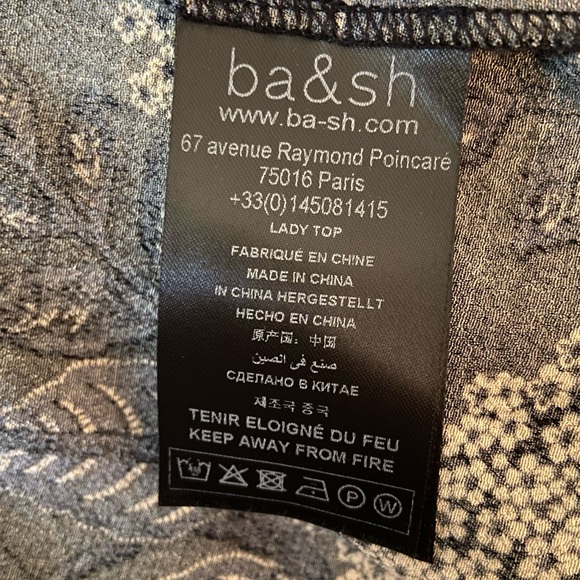 ba&sh
www.ba-sh.com
67 avenue Raymond Poincaré
75016 Paris
+33(0)145081415
LADY TOP
FABRIQUÉ EN CHINE
MADE IN CHINA
IN CHINA HERGESTELLT
HECHO EN CHINA
原产国：中国
صنع في الصين
СДЕЛАНО В КИТАЕ
제조국 중국
TENIR ELOIGNÉ DU FEU
KEEP AWAY FROM FIRE
P W